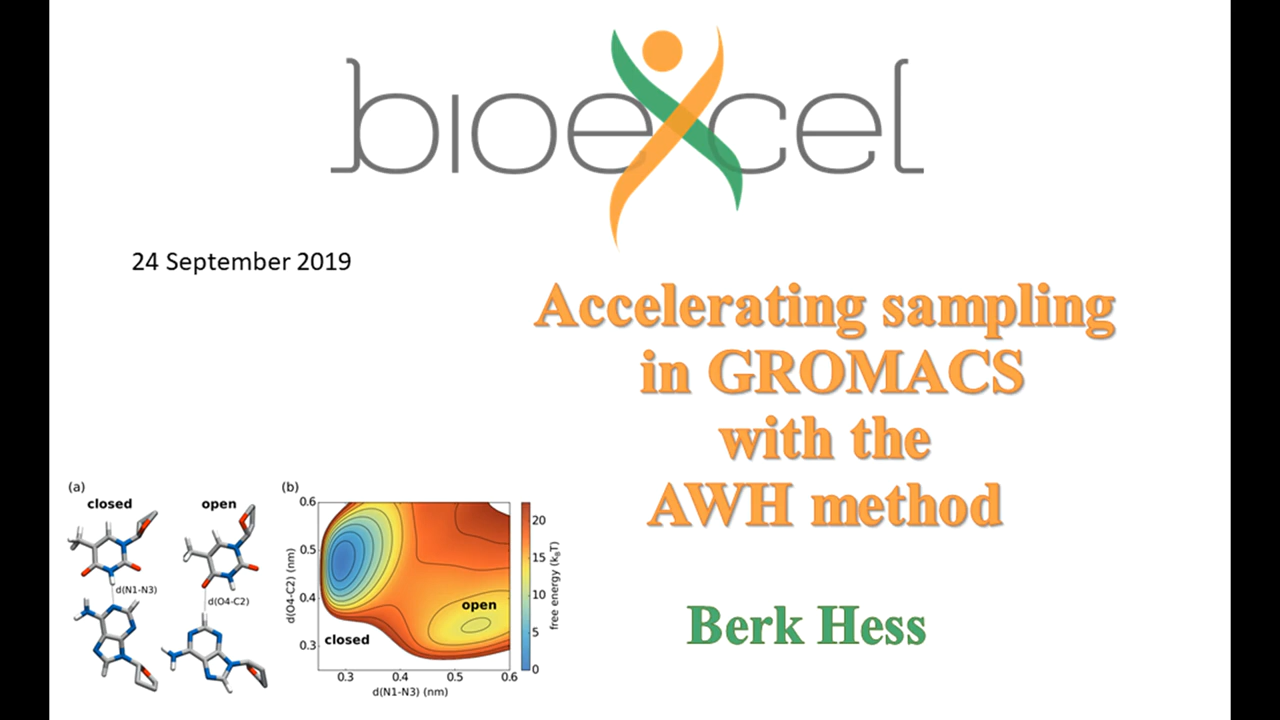 bioexcel
24 September 2019
Accelerating sampling
in GROMACS
with the
AWH method
Berk Hess
(a)
closed
open
d(N1-N3)
d(O4-C2)
(b)
0.6
0.5
0.4
0.3
d(O4-C2) (nm)
closed
open
0.3
0.4
0.5
0.6
d(N1-N3) (nm)
20
15
10
5
0
free energy (kBT)